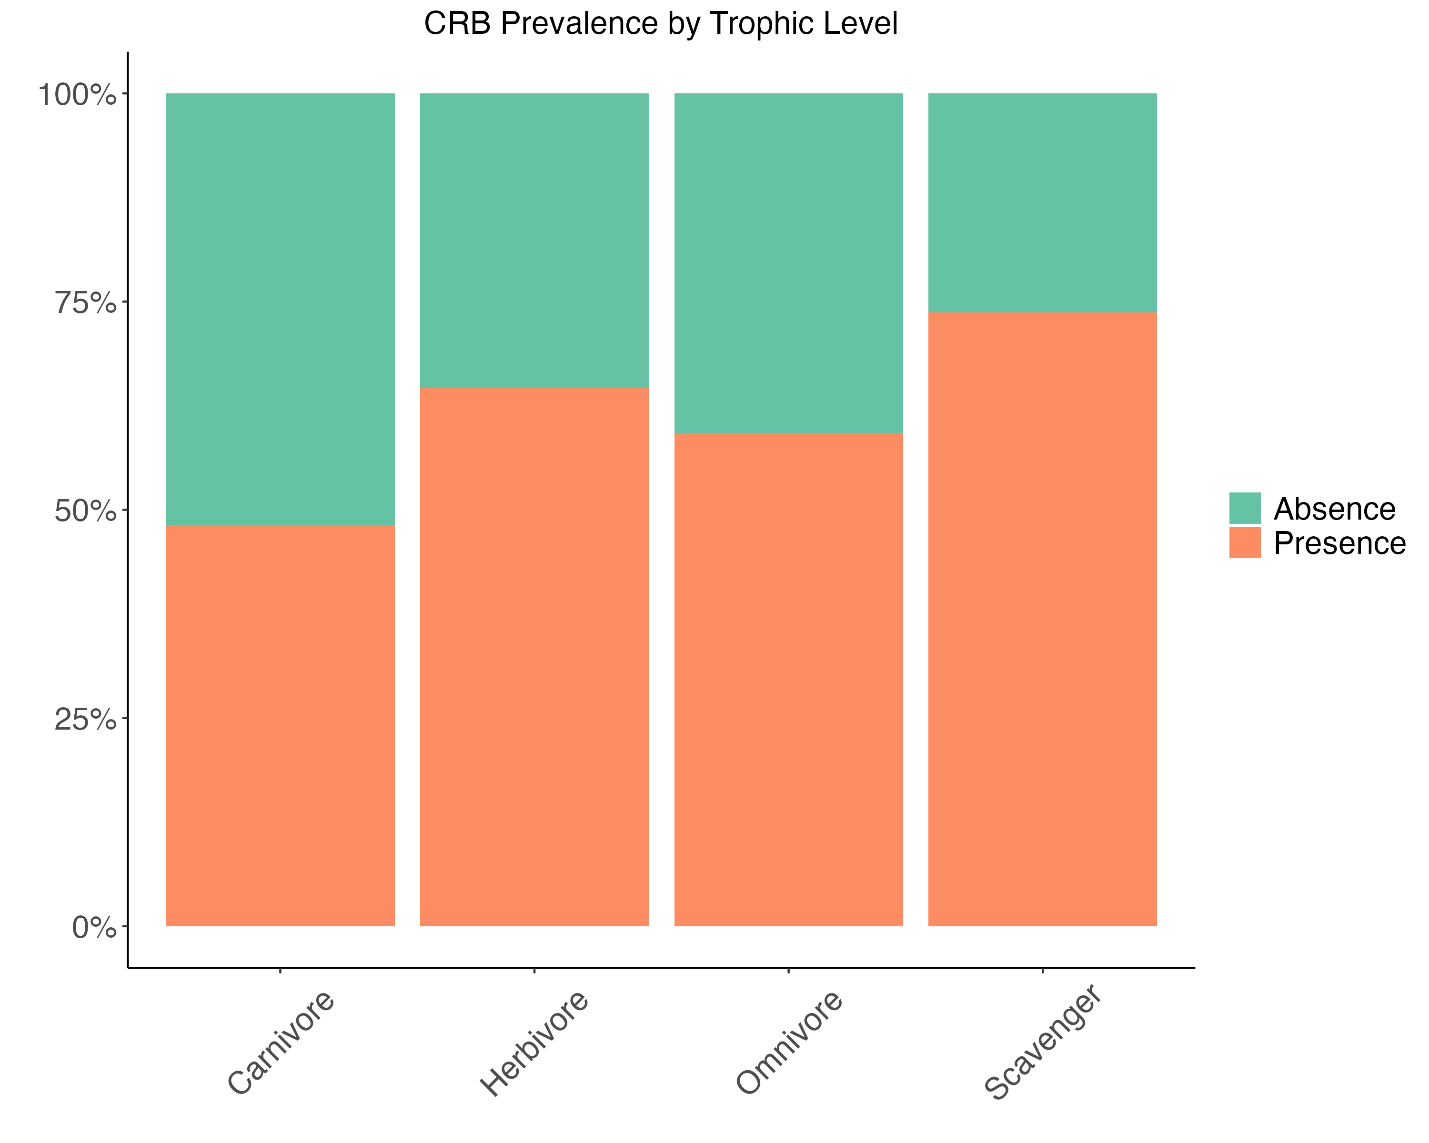 CRB Prevalence by Trophic Level
100%
75%
50%
25%
0%
Carnivore
Herbivore
Omnivore
Scavenger
Absence
Presence